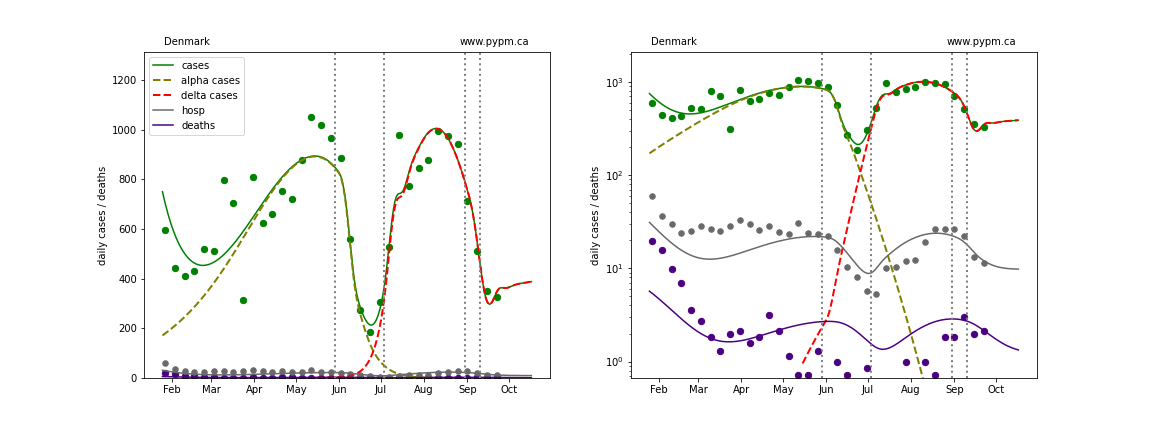 Denmark www.pypm.ca
daily cases / deaths
1200
1000
800
600
400
200
0
cases
alpha cases
delta cases
hosp
deaths
Feb Mar Apr May Jun Jul Aug Sep Oct
Denmark www.pypm.ca
daily cases / deaths
10³
10²
10¹
10⁰
Feb Mar Apr May Jun Jul Aug Sep Oct